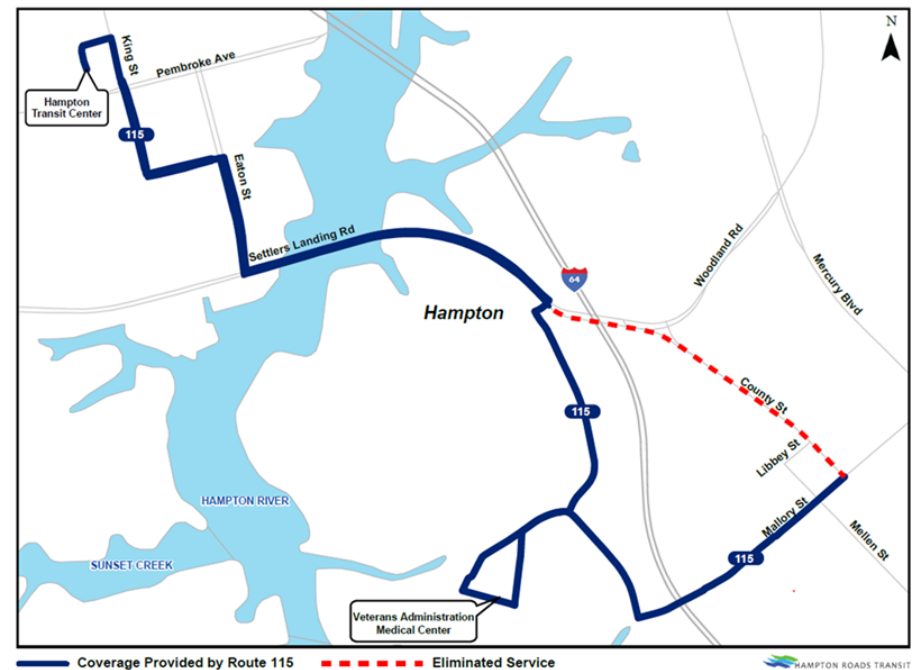 N
King St
Pembroke Ave
Hampton
Transit Center
115
Eaton St
Settlers Landing Rd
64
Woodland Rd
Mercury Blvd
Hampton
County St
115
Libbey St
HAMPTON RIVER
Mallory St
Mellen St
115
SUNSET CREEK
Veterans Administration
Medical Center
Coverage Provided by Route 115
Eliminated Service
HAMPTON ROADS TRANSIT